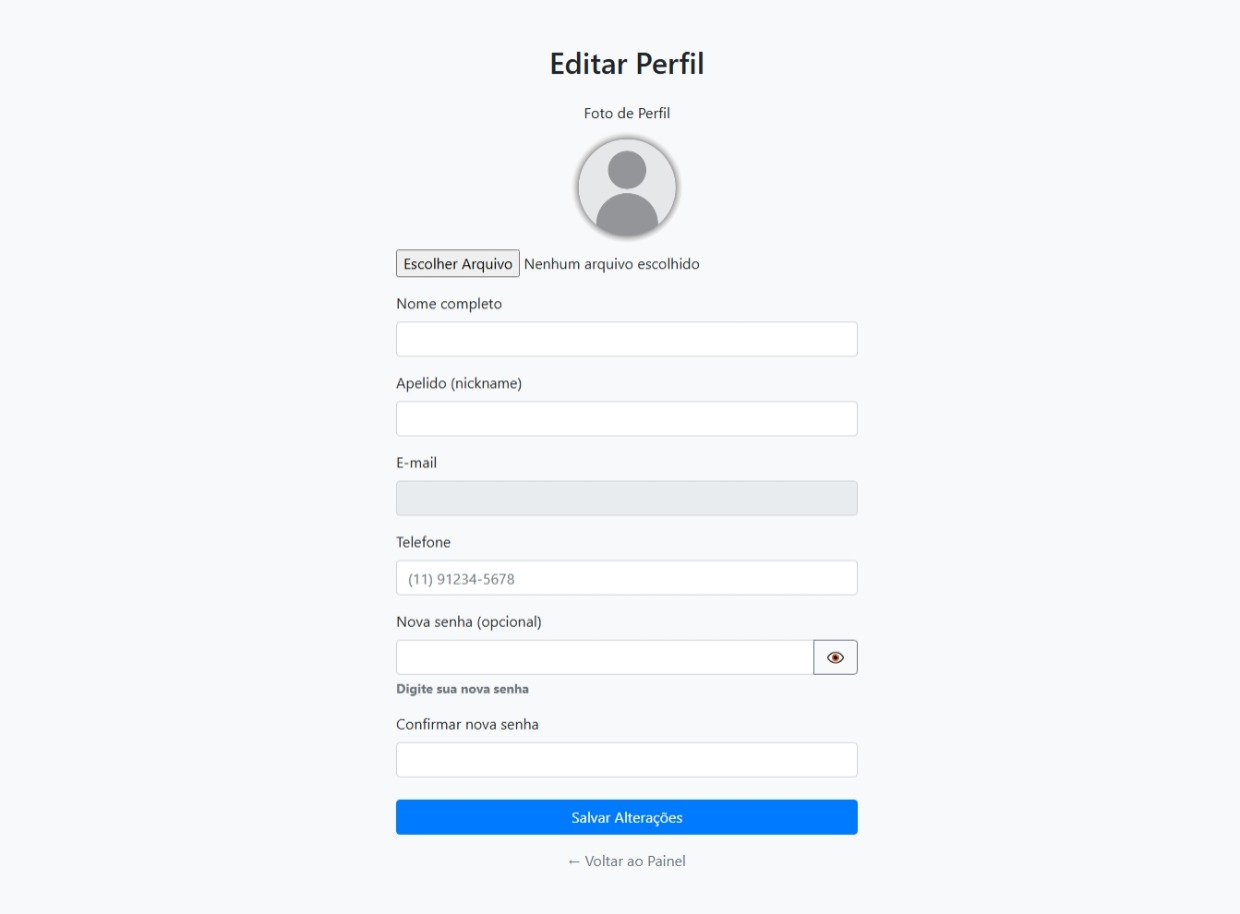 Editar Perfil
Foto de Perfil
Escolher Arquivo Nenhum arquivo escolhido
Nome completo
Apelido (nickname)
E-mail
Telefone
(11) 91234-5678
Nova senha (opcional)
Digite sua nova senha
Confirmar nova senha
Salvar Alterações
← Voltar ao Painel